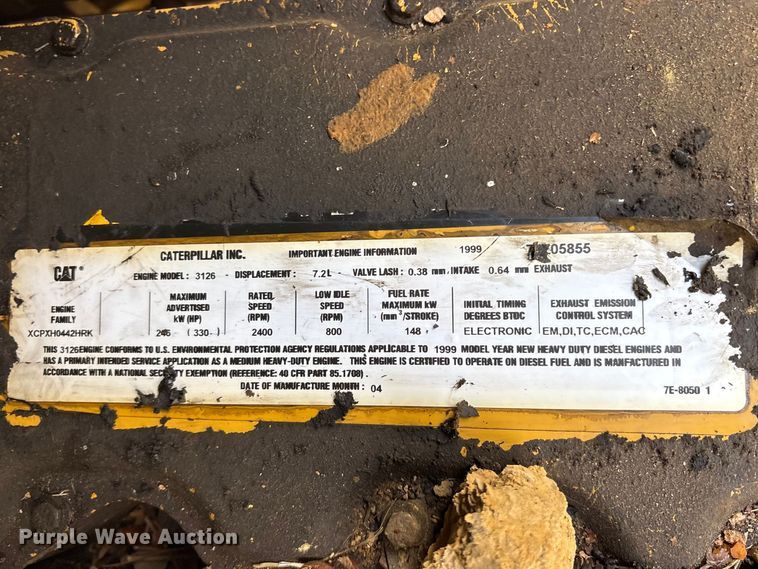 CATERPILLAR INC. IMPORTANT ENGINE INFORMATION 1999 05855
CAT ENGINE MODEL: 3126 - DISPLACEMENT: 7.2L - VALVE LASH: 0.38 mm, INTAKE 0.64 mm EXHAUST
ENGINE FAMILY MAXIMUM ADVERTISED kW (HP) RATED SPEED (RPM) LOW IDLE SPEED (RPM) FUEL RATE MAXIMUM kW (mm³/STROKE) INITIAL TIMING DEGREES BTDC EXHAUST EMISSION CONTROL SYSTEM
XCPXH0442HRK 246 (330) 2400 800 148 ELECTRONIC EM,DI,TC,ECM,CAC
THIS 3126 ENGINE CONFORMS TO U.S. ENVIRONMENTAL PROTECTION AGENCY REGULATIONS APPLICABLE TO 1999 MODEL YEAR NEW HEAVY DUTY DIESEL ENGINES AND
HAS A PRIMARY INTENDED SERVICE APPLICATION AS A MEDIUM HEAVY-DUTY ENGINE. THIS ENGINE IS CERTIFIED TO OPERATE ON DIESEL FUEL AND IS MANUFACTURED IN
ACCORDANCE WITH A NATIONAL SECURITY EXEMPTION (REFERENCE: 40 CFR PART 85.1708).
DATE OF MANUFACTURE MONTH: 04 7E-8050 1
Purple Wave Auction